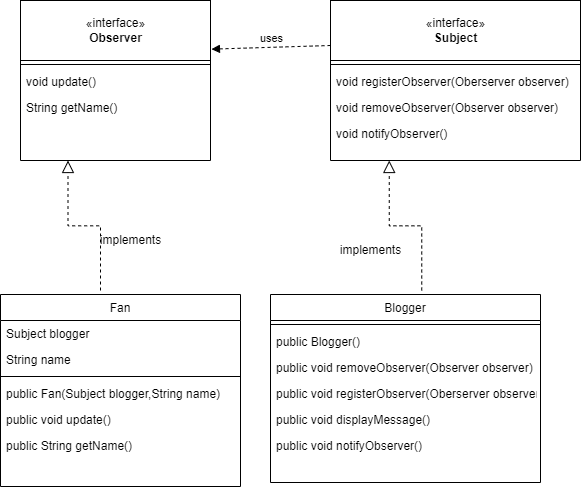 «interface»
Observer
void update()
String getName()
uses
«interface»
Subject
void registerObserver(Oberserver observer)
void removeObserver(Observer observer)
void notifyObserver()
implements
implements
Fan
Subject blogger
String name
public Fan(Subject blogger,String name)
public void update()
public String getName()
Blogger
public Blogger()
public void removeObserver(Observer observer)
public void registerObserver(Oberserver observe
public void displayMessage()
public void notifyObserver()